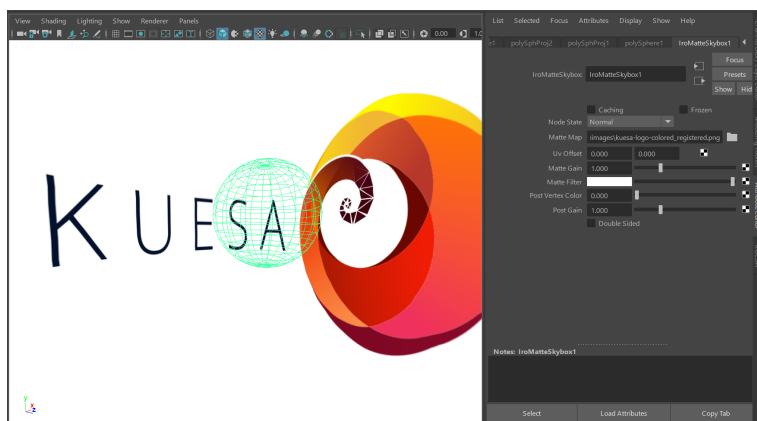 View Shading Lighting Show Renderer Panels
0.00
KUESA
y
x
z
List Selected Focus Attributes Display Show Help
polySphProj2 polySphProj1 polySphere1 IroMatteSkybox1
IroMatteSkybox: IroMatteSkybox1
Focus
Presets
Show Hid
Caching Frozen
Node State Normal
Matte Map iimages\kuesa-logo-colored_registered.png
Uv Offset 0.000 0.000
Matte Gain 1.000
Matte Filter
Post Vertex Color 0.000
Post Gain 1.000
Double Sided
Notes: IroMatteSkybox1
Select Load Attributes Copy Tab